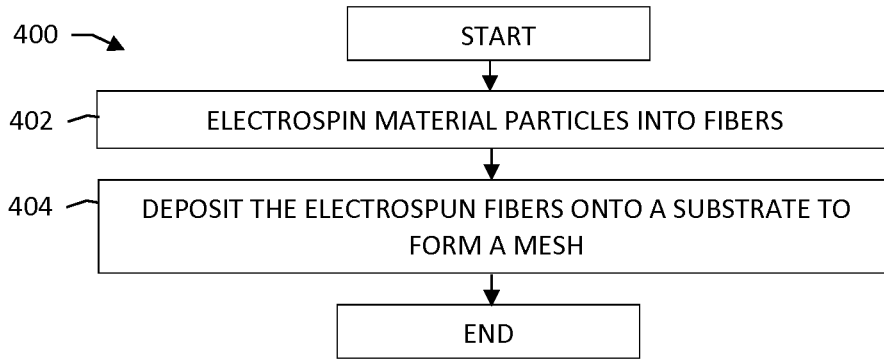 400
START
402
ELECTROSPIN MATERIAL PARTICLES INTO FIBERS
404
DEPOSIT THE ELECTROSPUN FIBERS ONTO A SUBSTRATE TO
FORM A MESH
END